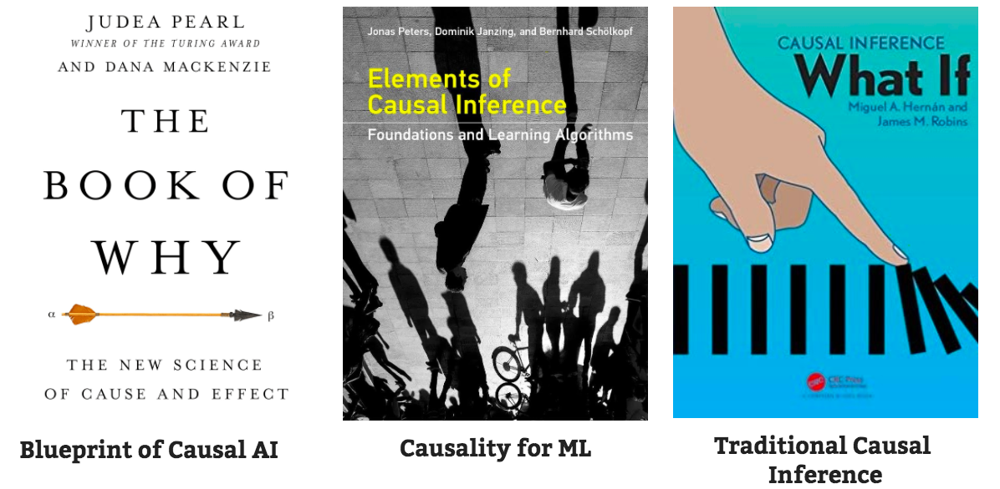 JUDEA PEARL
WINNER OF THE TURING AWARD
AND DANA MACKENZIE
THE
BOOK OF
WHY
α β
THE NEW SCIENCE
OF CAUSE AND EFFECT
Blueprint of Causal AI
Jonas Peters, Dominik Janzing, and Bernhard Schölkopf
Elements of
Causal Inference
Foundations and Learning Algorithms
Causality for ML
CAUSAL INFERENCE
What If
Miguel A. Hernán and
James M. Robins
CRC
CRC Press
Traditional Causal
Inference